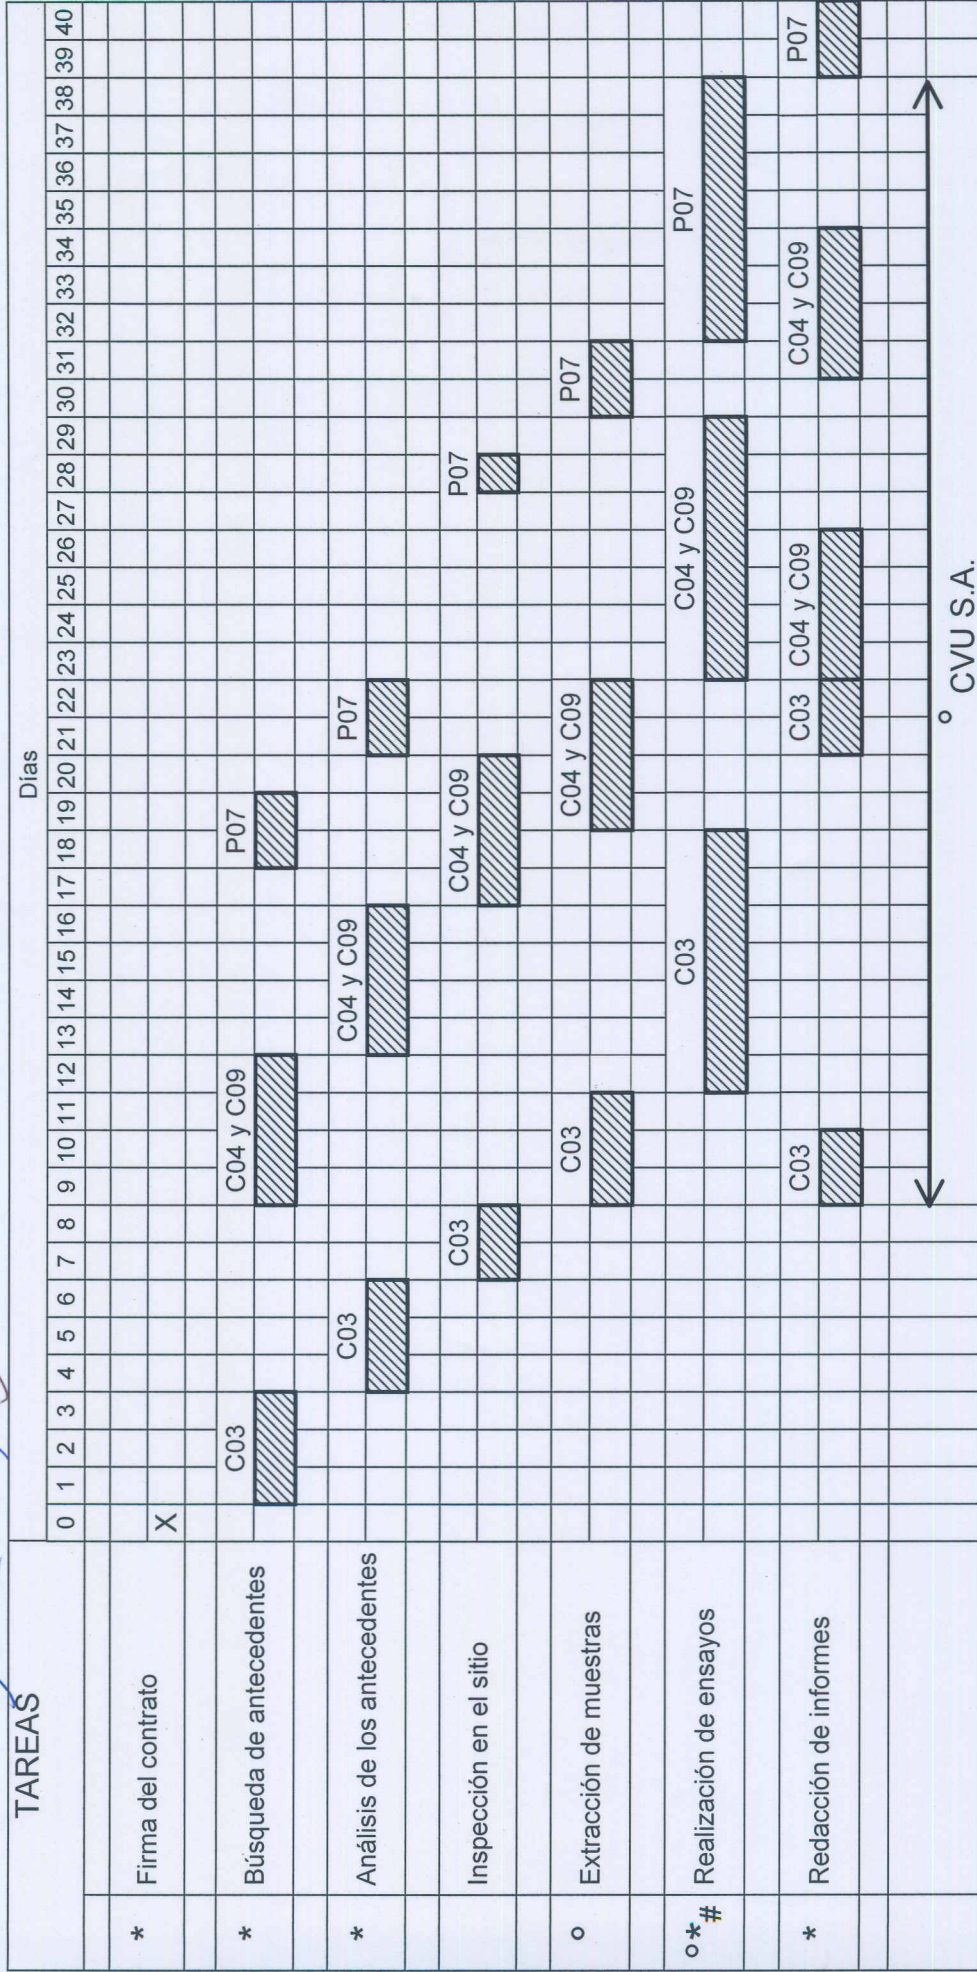 TAREAS
Días
0 1 2 3 4 5 6 7 8 9 10 11 12 13 14 15 16 17 18 19 20 21 22 23 24 25 26 27 28 29 30 31 32 33 34 35 36 37 38 39 40
* Firma del contrato X
* Búsqueda de antecedentes C03 C04 y C09 P07
* Análisis de los antecedentes C03 C04 y C09 P07
Inspección en el sitio C03 C04 y C09 P07
° Extracción de muestras C03 C04 y C09 P07
°*# Realización de ensayos C03 C04 y C09 P07
* Redacción de informes C03 C03 C04 y C09 C04 y C09 P07
° CVU S.A.